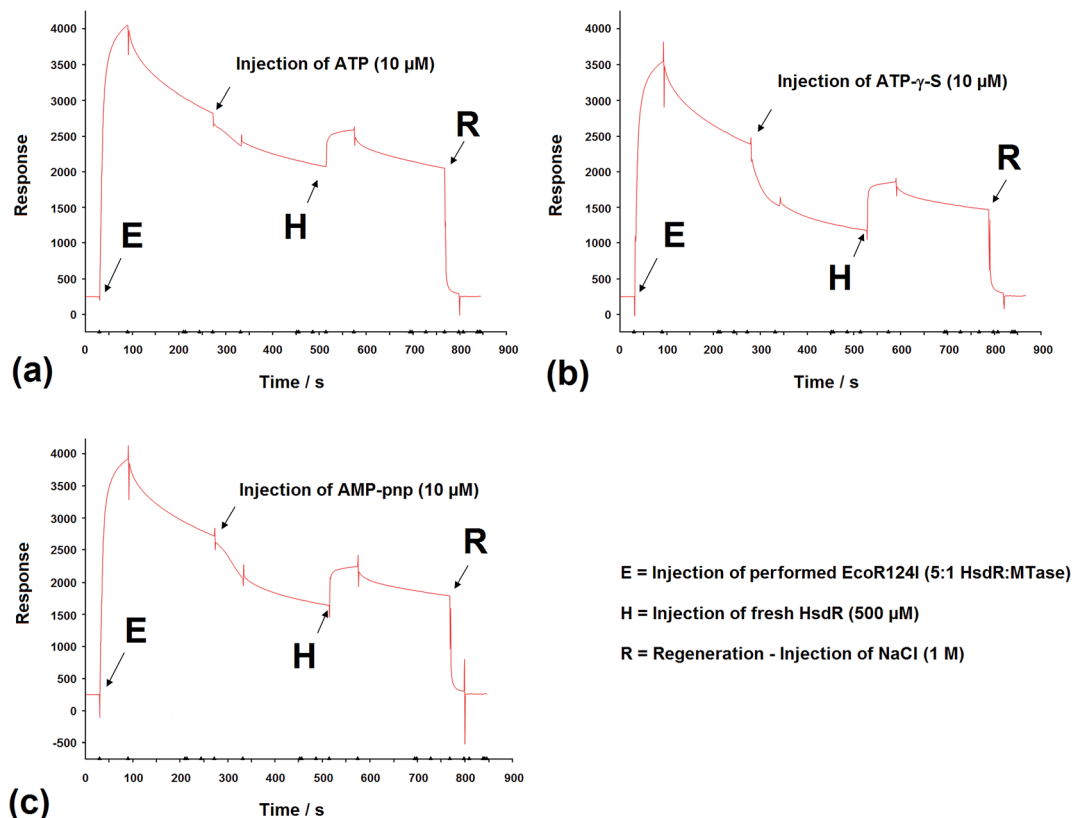 4000
3500
3000
2500
2000
1500
1000
500
0
Response
Injection of ATP (10 µM)
E
H
R
0 100 200 300 400 500 600 700 800 900
Time / s
(a)
4000
3500
3000
2500
2000
1500
1000
500
0
Response
Injection of ATP-γ-S (10 µM)
E
H
R
0 100 200 300 400 500 600 700 800 900
Time / s
(b)
4000
3500
3000
2500
2000
1500
1000
500
0
-500
Response
Injection of AMP-pnp (10 µM)
E
H
R
0 100 200 300 400 500 600 700 800 900
Time / s
(c)
E = Injection of performed EcoR124I (5:1 HsdR:MTase)
H = Injection of fresh HsdR (500 µM)
R = Regeneration - Injection of NaCl (1 M)